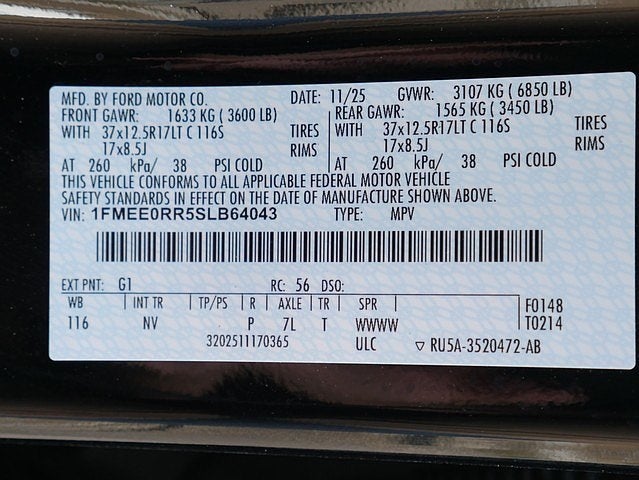 MFD. BY FORD MOTOR CO. DATE: 11/25 GVWR: 3107 KG ( 6850 LB)
FRONT GAWR: 1633 KG ( 3600 LB) REAR GAWR: 1565 KG ( 3450 LB)
WITH 37x12.5R17LT C 116S TIRES WITH 37x12.5R17LT C 116S TIRES
17x8.5J RIMS 17x8.5J RIMS
AT 260 kPa/ 38 PSI COLD AT 260 kPa/ 38 PSI COLD
THIS VEHICLE CONFORMS TO ALL APPLICABLE FEDERAL MOTOR VEHICLE
SAFETY STANDARDS IN EFFECT ON THE DATE OF MANUFACTURE SHOWN ABOVE.
VIN: 1FMEE0RR5SLB64043 TYPE: MPV
EXT PNT: G1 RC: 56 DSO:
WB INT TR TP/PS R AXLE TR SPR F0148
116 NV P 7L T WWWW T0214
3202511170365 ULC ▽ RU5A-3520472-AB